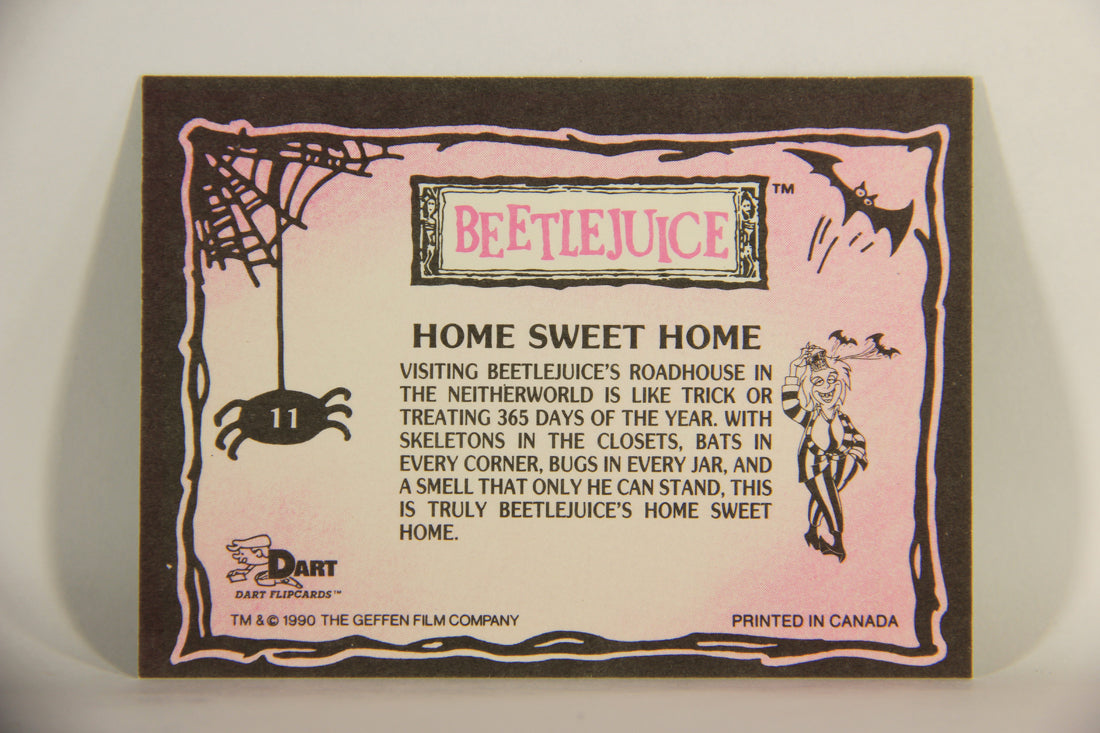 BEETLEJUICE™
HOME SWEET HOME
VISITING BEETLEJUICE'S ROADHOUSE IN
THE NEITHERWORLD IS LIKE TRICK OR
TREATING 365 DAYS OF THE YEAR. WITH
SKELETONS IN THE CLOSETS, BATS IN
EVERY CORNER, BUGS IN EVERY JAR, AND
A SMELL THAT ONLY HE CAN STAND, THIS
IS TRULY BEETLEJUICE'S HOME SWEET
HOME.
11
DART
DART FLIPCARDS™
TM & © 1990 THE GEFFEN FILM COMPANY
PRINTED IN CANADA